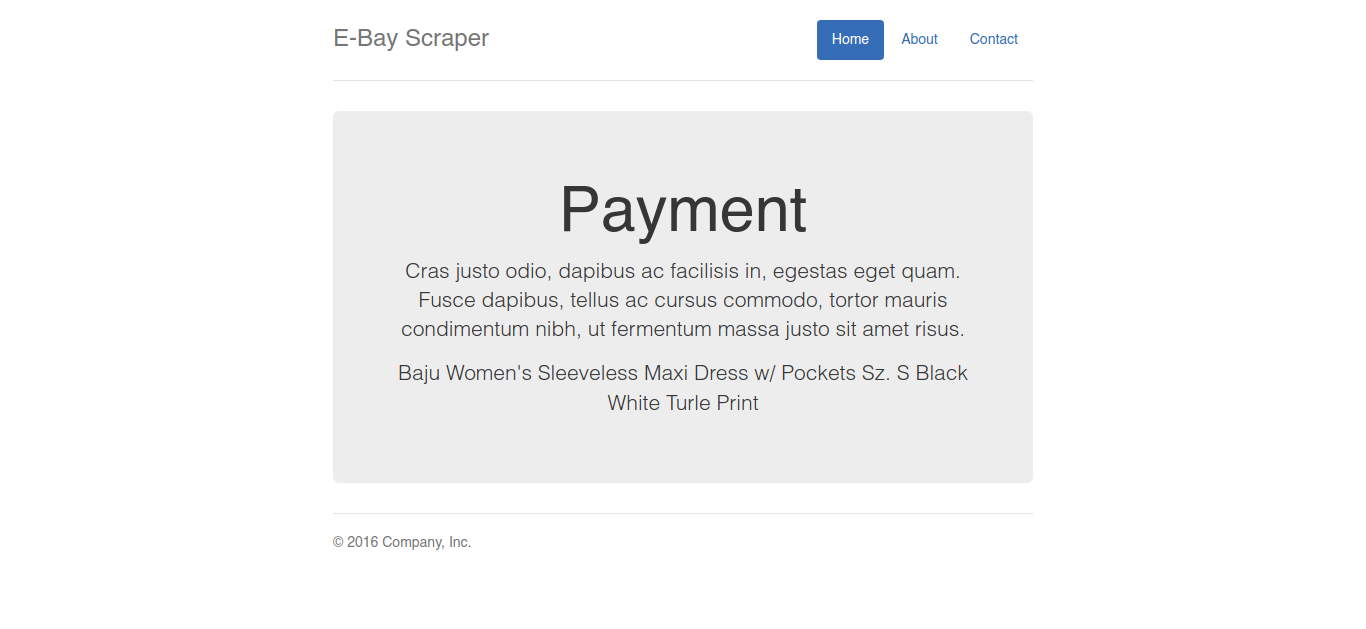 E-Bay Scraper
Home
About
Contact
Payment
Cras justo odio, dapibus ac facilisis in, egestas eget quam.
Fusce dapibus, tellus ac cursus commodo, tortor mauris
condimentum nibh, ut fermentum massa justo sit amet risus.
Baju Women's Sleeveless Maxi Dress w/ Pockets Sz. S Black
White Turle Print
© 2016 Company, Inc.